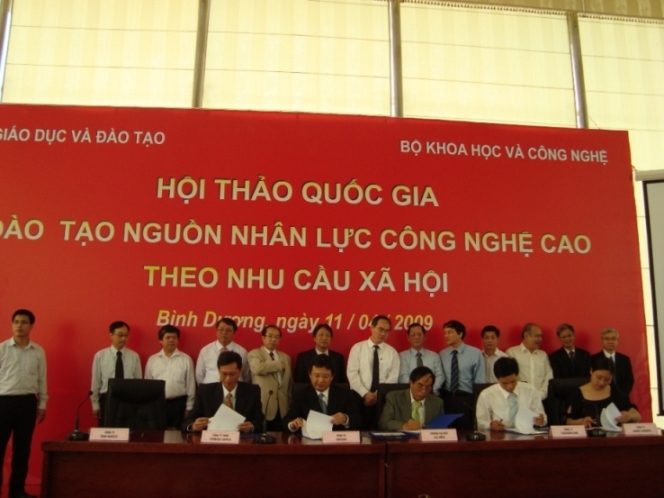 GIÁO DỤC VÀ ĐÀO TẠO
BỘ KHOA HỌC VÀ CÔNG NGHỆ
HỘI THẢO QUỐC GIA
ĐÀO TẠO NGUỒN NHÂN LỰC CÔNG NGHỆ CAO
THEO NHU CẦU XÃ HỘI
Bình Dương, ngày 11 / 2009